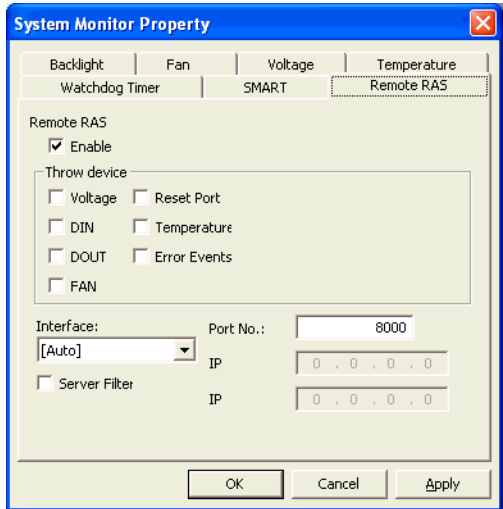 System Monitor Property
Backlight Fan Voltage Temperature
Watchdog Timer SMART Remote RAS
Remote RAS
Enable
Throw device
Voltage Reset Port
DIN Temperature
DOUT Error Events
FAN
Interface: Port No.: 8000
[Auto]
IP 0 . 0 . 0 . 0
Server Filter
IP 0 . 0 . 0 . 0
OK Cancel Apply